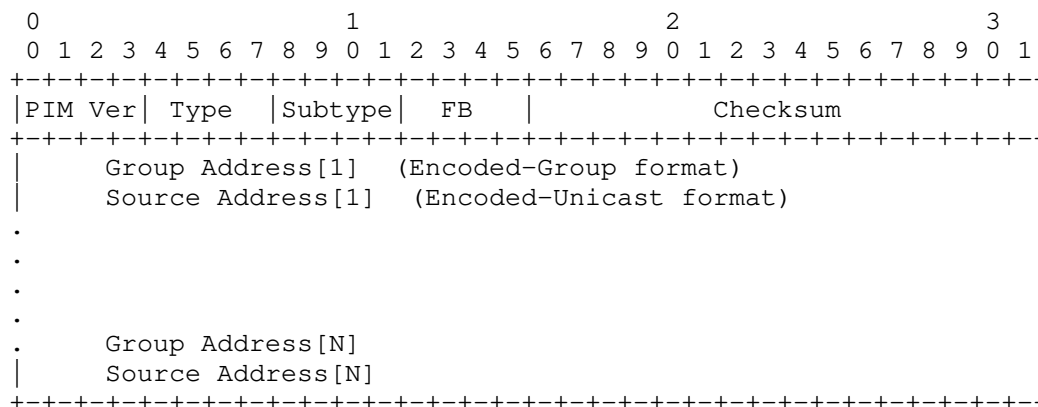 0                   1                   2                   3
 0 1 2 3 4 5 6 7 8 9 0 1 2 3 4 5 6 7 8 9 0 1 2 3 4 5 6 7 8 9 0 1
+-+-+-+-+-+-+-+-+-+-+-+-+-+-+-+-+-+-+-+-+-+-+-+-+-+-+-+-+-+-+-+-
|PIM Ver| Type  |Subtype|  FB   |           Checksum
+-+-+-+-+-+-+-+-+-+-+-+-+-+-+-+-+-+-+-+-+-+-+-+-+-+-+-+-+-+-+-+-
|     Group Address[1]  (Encoded-Group format)
|     Source Address[1]  (Encoded-Unicast format)
.
.
.
.
.     Group Address[N]
|     Source Address[N]
+-+-+-+-+-+-+-+-+-+-+-+-+-+-+-+-+-+-+-+-+-+-+-+-+-+-+-+-+-+-+-+-